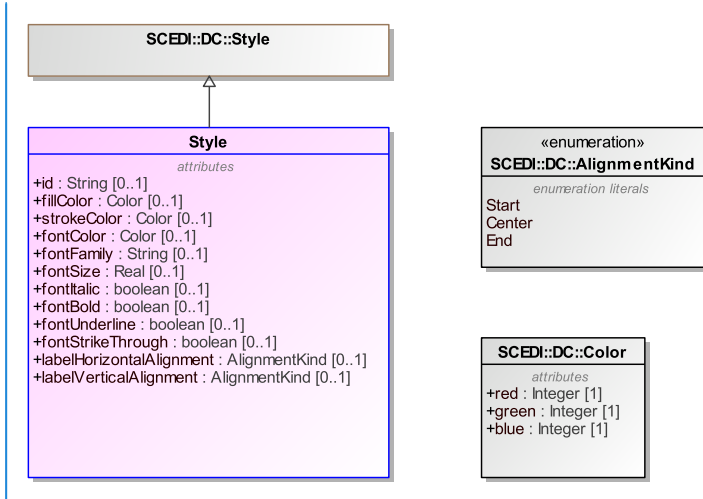 SCEDI::DC::Style
Style
attributes
+id : String [0..1]
+fillColor : Color [0..1]
+strokeColor : Color [0..1]
+fontColor : Color [0..1]
+fontFamily : String [0..1]
+fontSize : Real [0..1]
+fontItalic : boolean [0..1]
+fontBold : boolean [0..1]
+fontUnderline : boolean [0..1]
+fontStrikeThrough : boolean [0..1]
+labelHorizontalAlignment : AlignmentKind [0..1]
+labelVerticalAlignment : AlignmentKind [0..1]
«enumeration»
SCEDI::DC::AlignmentKind
enumeration literals
Start
Center
End
SCEDI::DC::Color
attributes
+red : Integer [1]
+green : Integer [1]
+blue : Integer [1]